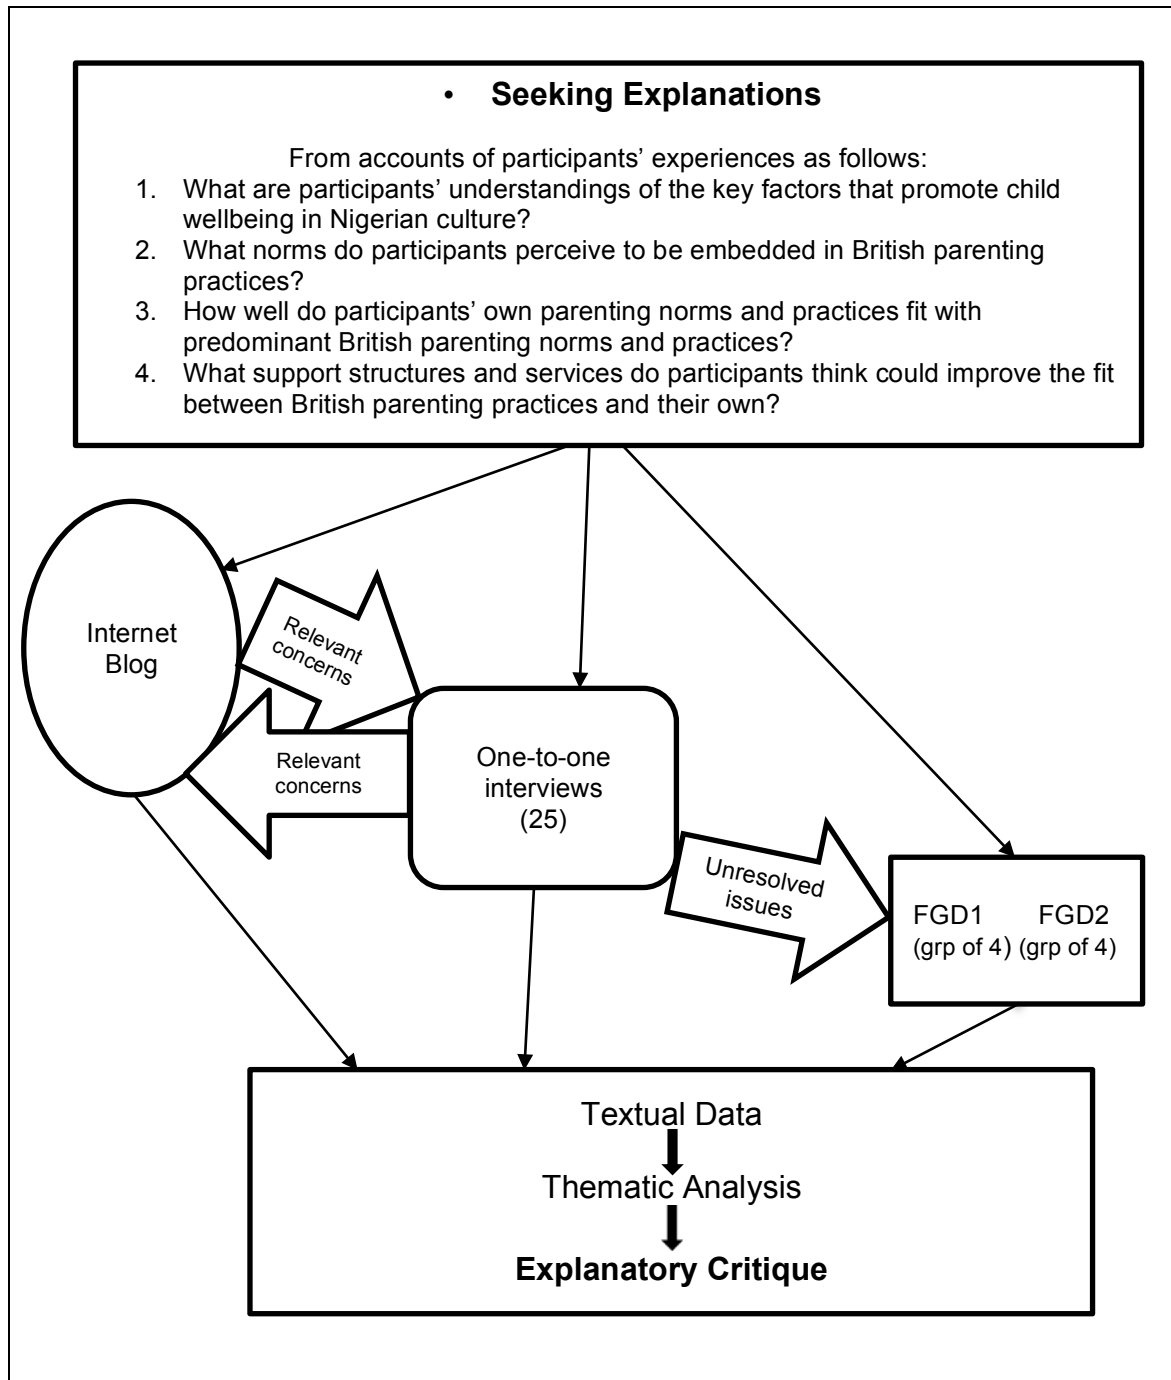 • Seeking Explanations
From accounts of participants’ experiences as follows:
1. What are participants’ understandings of the key factors that promote child
wellbeing in Nigerian culture?
2. What norms do participants perceive to be embedded in British parenting
practices?
3. How well do participants’ own parenting norms and practices fit with
predominant British parenting norms and practices?
4. What support structures and services do participants think could improve the fit
between British parenting practices and their own?
Internet
Blog
Relevant
concerns
Relevant
concerns
One-to-one
interviews
(25)
Unresolved
issues
FGD1 FGD2
(grp of 4) (grp of 4)
Textual Data
Thematic Analysis
Explanatory Critique